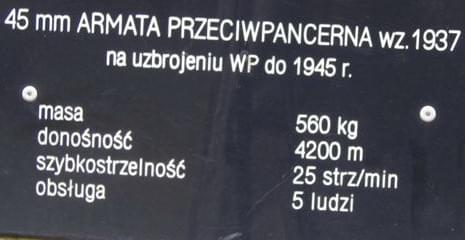 45 mm ARMATA PRZECIWPANCERNA wz.1937
na uzbrojeniu WP do 1945 r.
masa 560 kg
donośność 4200 m
szybkostrzelność 25 strz/min
obsługa 5 ludzi